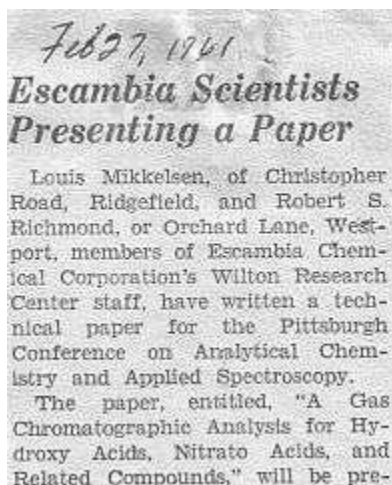 Feb 27, 1961
Escambia Scientists
Presenting a Paper
Louis Mikkelsen, of Christopher
Road, Ridgefield, and Robert S.
Richmond, or Orchard Lane, West-
port, members of Escambia Chem-
ical Corporation's Wilton Research
Center staff, have written a tech-
nical paper for the Pittsburgh
Conference on Analytical Chem-
istry and Applied Spectroscopy.
The paper, entitled, "A Gas
Chromatographic Analysis for Hy-
droxy Acids, Nitrato Acids, and
Related Compounds," will be pre-